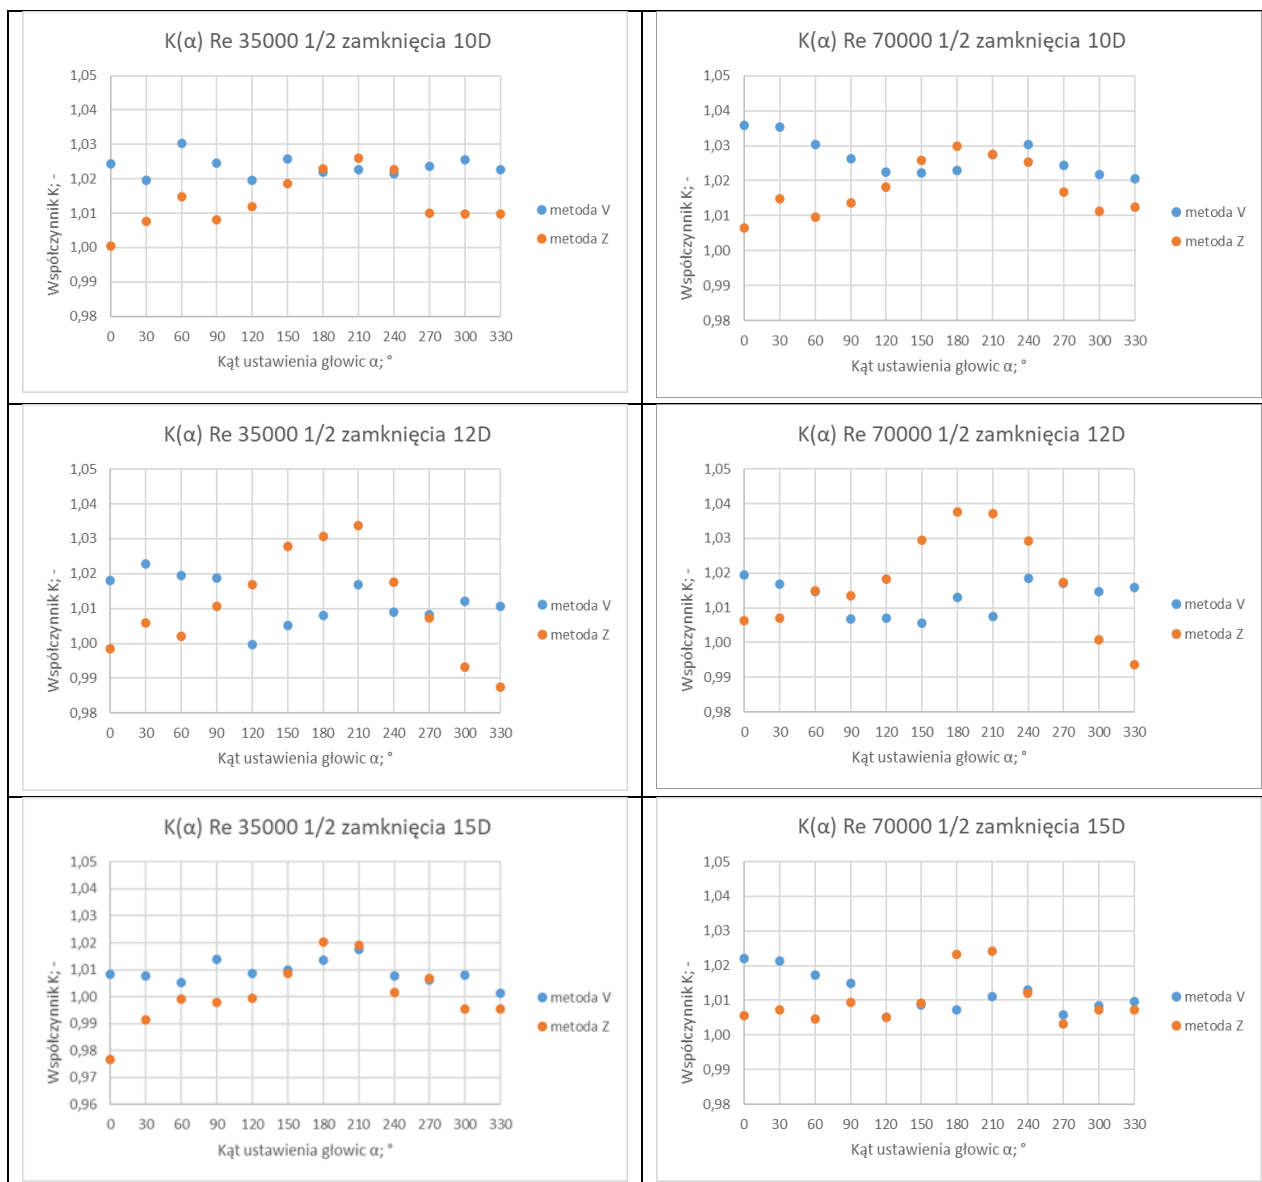 K(α) Re 35000 1/2 zamknięcia 10D
1,05
1,04
1,03
1,02
1,01
1,00
0,99
0,98
Współczynnik K; -
0 30 60 90 120 150 180 210 240 270 300 330
Kąt ustawienia głowic α; °
metoda V
metoda Z
K(α) Re 70000 1/2 zamknięcia 10D
1,05
1,04
1,03
1,02
1,01
1,00
0,99
0,98
Współczynnik K; -
0 30 60 90 120 150 180 210 240 270 300 330
Kąt ustawienia głowic α; °
metoda V
metoda Z
K(α) Re 35000 1/2 zamknięcia 12D
1,05
1,04
1,03
1,02
1,01
1,00
0,99
0,98
Współczynnik K; -
0 30 60 90 120 150 180 210 240 270 300 330
Kąt ustawienia głowic α; °
metoda V
metoda Z
K(α) Re 70000 1/2 zamknięcia 12D
1,05
1,04
1,03
1,02
1,01
1,00
0,99
0,98
Współczynnik K; -
0 30 60 90 120 150 180 210 240 270 300 330
Kąt ustawienia głowic α; °
metoda V
metoda Z
K(α) Re 35000 1/2 zamknięcia 15D
1,05
1,04
1,03
1,02
1,01
1,00
0,99
0,98
0,97
0,96
Współczynnik K; -
0 30 60 90 120 150 180 210 240 270 300 330
Kąt ustawienia głowic α; °
metoda V
metoda Z
K(α) Re 70000 1/2 zamknięcia 15D
1,05
1,04
1,03
1,02
1,01
1,00
0,99
0,98
Współczynnik K; -
0 30 60 90 120 150 180 210 240 270 300 330
Kąt ustawienia głowic α; °
metoda V
metoda Z